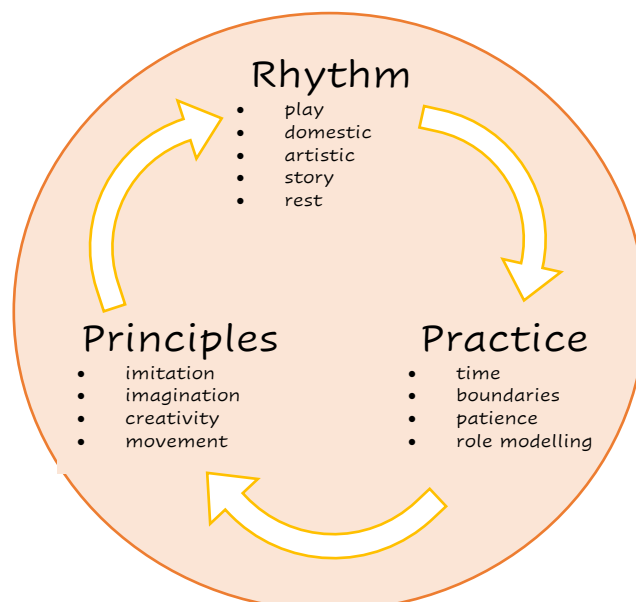 Rhythm
• play
• domestic
• artistic
• story
• rest
Principles
• imitation
• imagination
• creativity
• movement
Practice
• time
• boundaries
• patience
• role modelling